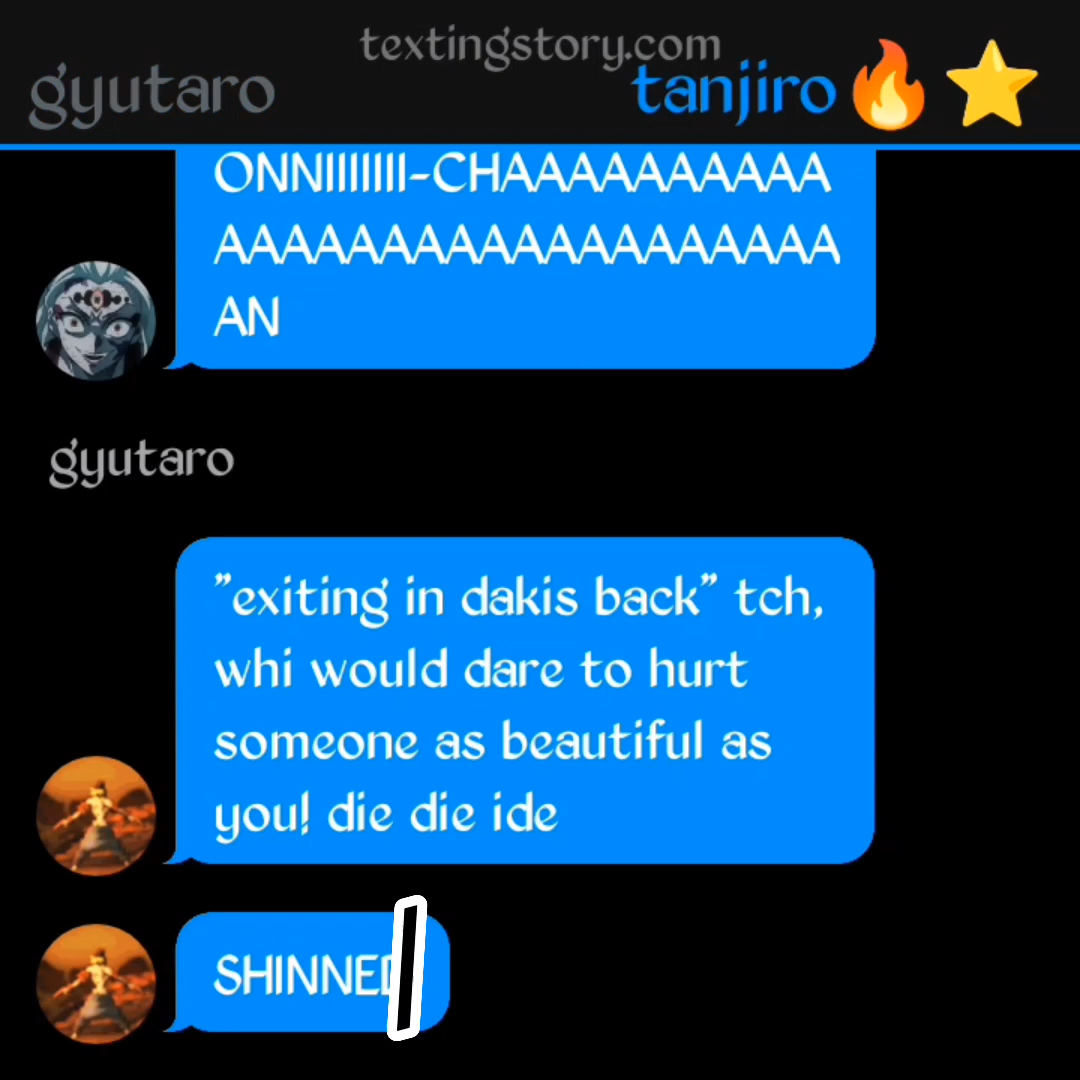 textingstory.com
gyutaro
tanjiro🔥⭐
ONNIIIIIII-CHAAAAAAAAAA
AAAAAAAAAAAAAAAAAAA
AN
gyutaro
"exiting in dakis back" tch,
whi would dare to hurt
someone as beautiful as
you! die die ide